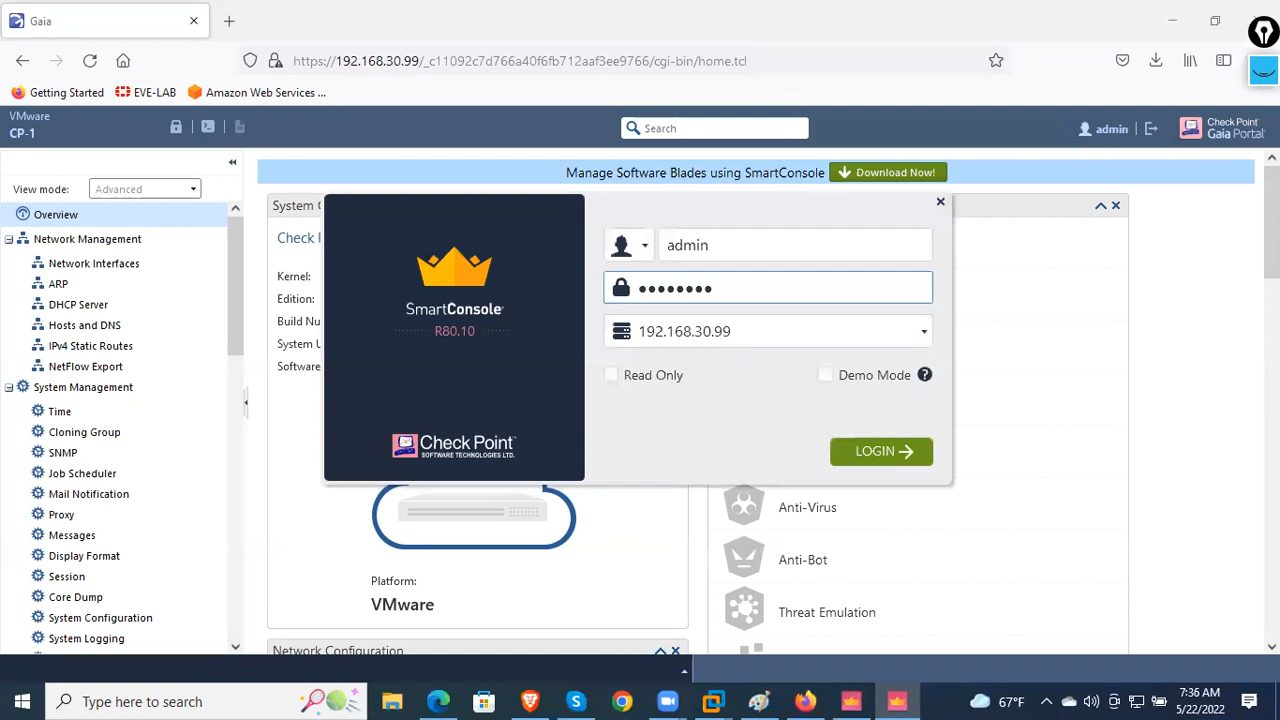 Gaia
https://192.168.30.99/_c11092c7d766a40f6fb712aaf3ee9766/cgi-bin/home.tcl
Getting Started
EVE-LAB
Amazon Web Services ...
VMware
CP-1
Search
admin
Check Point
Gaia Portal
View mode:
Advanced
Manage Software Blades using SmartConsole
Download Now!
Overview
Network Management
Network Interfaces
ARP
DHCP Server
Hosts and DNS
IPv4 Static Routes
NetFlow Export
System Management
Time
Cloning Group
SNMP
Job Scheduler
Mail Notification
Proxy
Messages
Display Format
Session
Core Dump
System Configuration
System Logging
System
Check
Kernel:
Edition:
Build Nu
System U
Software
SmartConsole
R80.10
Check Point
SOFTWARE TECHNOLOGIES LTD.
admin
••••••••
192.168.30.99
Read Only
Demo Mode
LOGIN
Platform:
VMware
Network Configuration
Anti-Virus
Anti-Bot
Threat Emulation
Type here to search
67°F
7:36 AM
5/22/2022